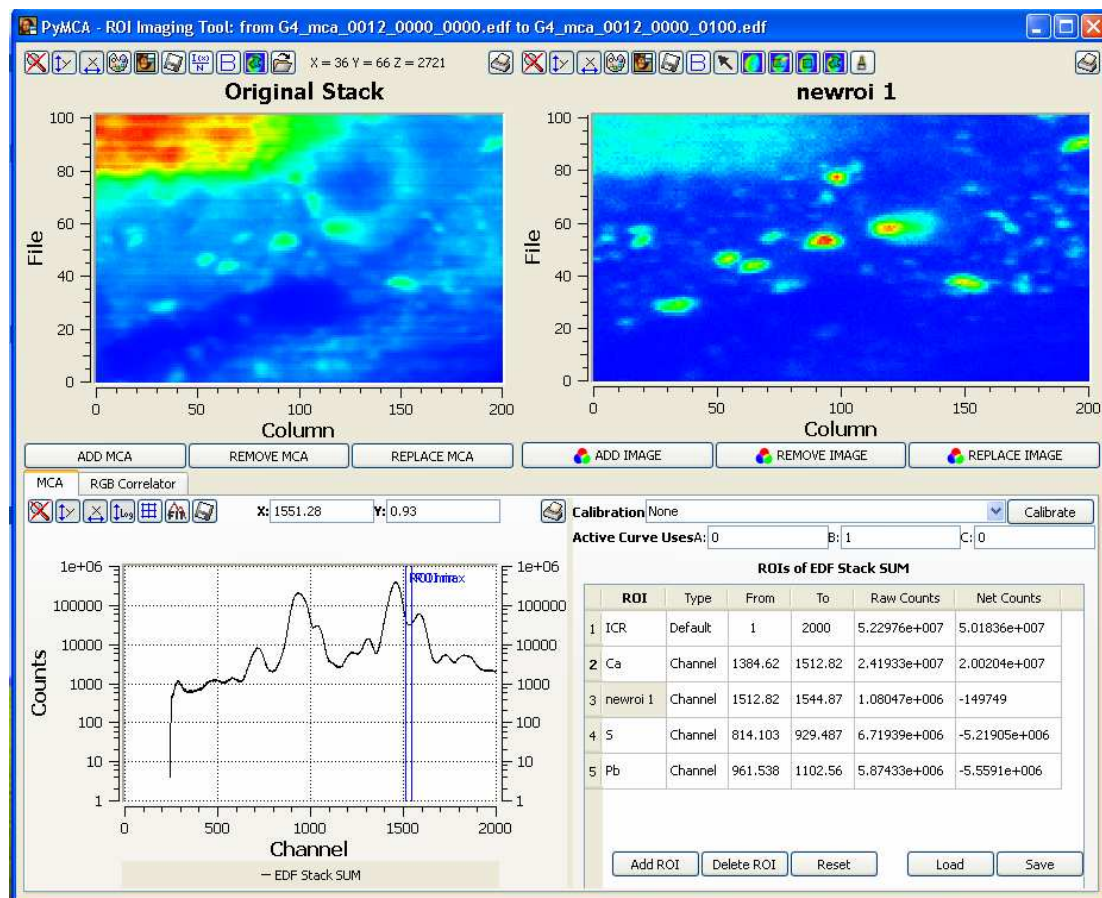 PyMCA - ROI Imaging Tool: from G4_mca_0012_0000_0000.edf to G4_mca_0012_0000_0100.edf
I(x) N B X = 36 Y = 66 Z = 2721 B
Original Stack
100
80
60
40
20
0
File
0 50 100 150 200
Column
newroi 1
100
80
60
40
20
0
File
0 50 100 150 200
Column
ADD MCA REMOVE MCA REPLACE MCA ADD IMAGE REMOVE IMAGE REPLACE IMAGE
MCA RGB Correlator
Log Fit X: 1551.28 Y: 0.93
1e+06 1e+06
100000 100000
10000 10000
1000 1000
100 100
10 10
1 1
Counts
0 500 1000 1500 2000
Channel
— EDF Stack SUM
Calibration None Calibrate
Active Curve UsesA: 0 B: 1 C: 0
ROIs of EDF Stack SUM
ROI Type From To Raw Counts Net Counts
1 ICR Default 1 2000 5.22976e+007 5.01836e+007
2 Ca Channel 1384.62 1512.82 2.41933e+007 2.00204e+007
3 newroi 1 Channel 1512.82 1544.87 1.08047e+006 -149749
4 S Channel 814.103 929.487 6.71939e+006 -5.21905e+006
5 Pb Channel 961.538 1102.56 5.87433e+006 -5.5591e+006
Add ROI Delete ROI Reset Load Save